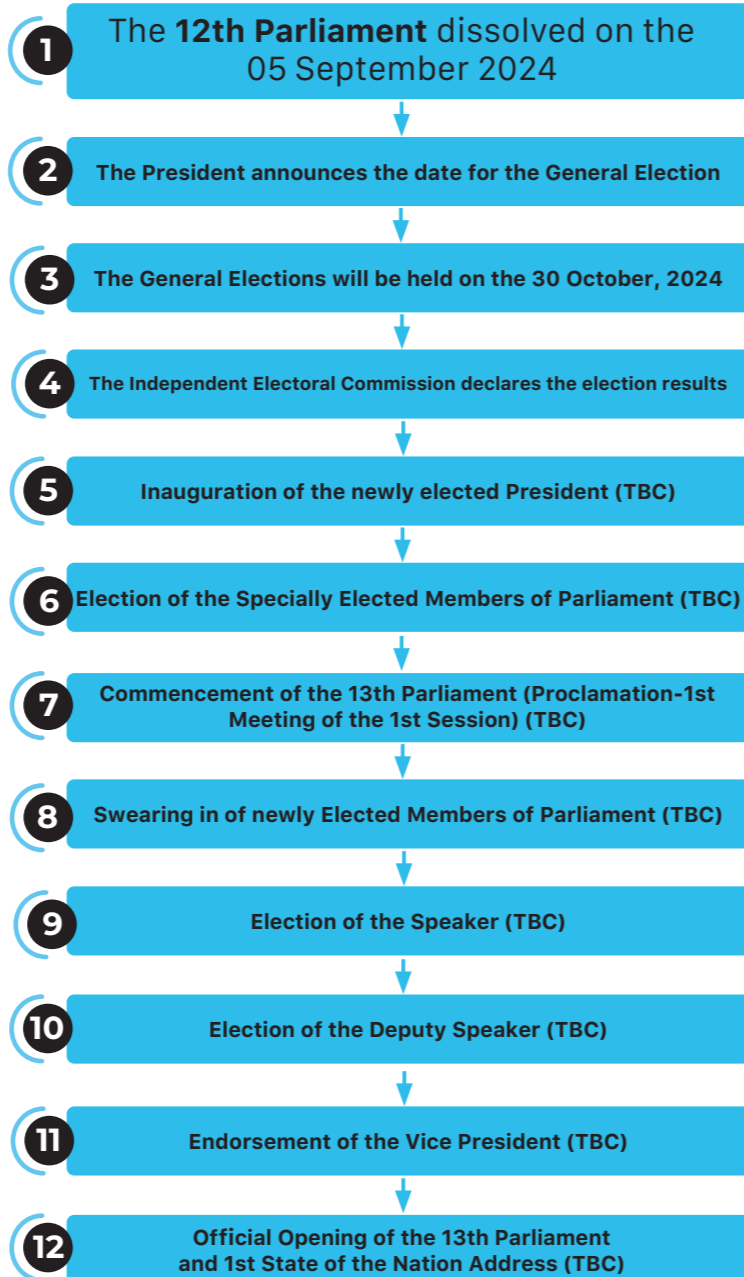 1
The 12th Parliament dissolved on the
05 September 2024
2
The President announces the date for the General Election
3
The General Elections will be held on the 30 October, 2024
4
The Independent Electoral Commission declares the election results
5
Inauguration of the newly elected President (TBC)
6
Election of the Specially Elected Members of Parliament (TBC)
7
Commencement of the 13th Parliament (Proclamation-1st
Meeting of the 1st Session) (TBC)
8
Swearing in of newly Elected Members of Parliament (TBC)
9
Election of the Speaker (TBC)
10
Election of the Deputy Speaker (TBC)
11
Endorsement of the Vice President (TBC)
12
Official Opening of the 13th Parliament
and 1st State of the Nation Address (TBC)